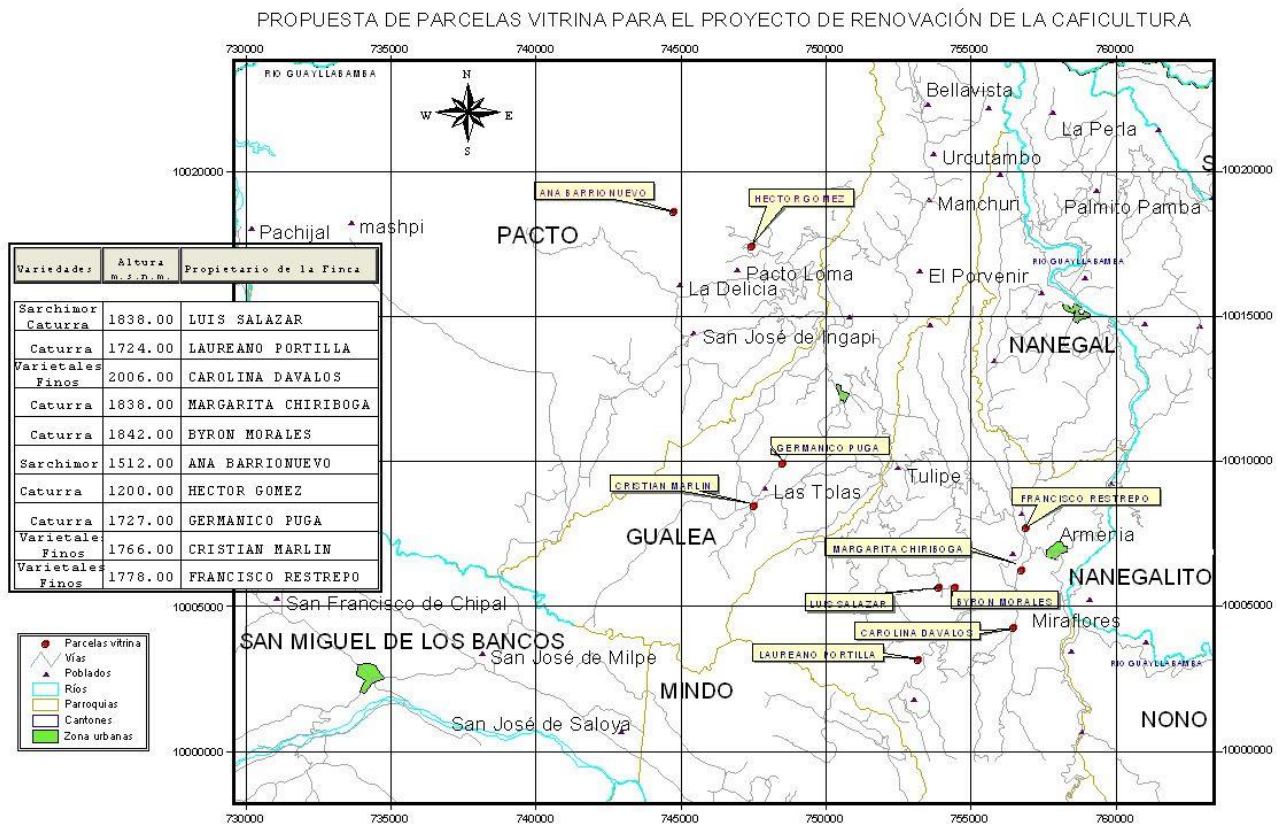 PROPUESTA DE PARCELAS VITRINA PARA EL PROYECTO DE RENOVACIÓN DE LA CAFICULTURA
730000 735000 740000 745000 750000 755000 760000
RIO GUAYLLABAMBA
N
W E
S
Bellavista
La Perla
Urcutambo
10020000 10020000
S
ANA BARRIONUEVO
HECTOR GOMEZ
Manchuri
Palmito Pamba
Pachijal
mashpi
PACTO
RIO GUAYLLABAMBA
Pacto Loma
El Porvenir
La Delicia
Variedades Altura m.s.n.m. Propietario de la Finca
Sarchimor Caturra 1838.00 LUIS SALAZAR
Caturra 1724.00 LAUREANO PORTILLA
Varietales Finos 2006.00 CAROLINA DAVALOS
Caturra 1838.00 MARGARITA CHIRIBOGA
Caturra 1842.00 BYRON MORALES
Sarchimor 1512.00 ANA BARRIONUEVO
Caturra 1200.00 HECTOR GOMEZ
Caturra 1727.00 GERMANICO PUGA
Varietales Finos 1766.00 CRISTIAN MARLIN
Varietales Finos 1778.00 FRANCISCO RESTREPO
10015000
San José de Ingapi
NANEGAL
GERMANICO PUGA
10010000
CRISTIAN MARLIN
Las Tolas
Tulipe
FRANCISCO RESTREPO
GUALEA
Armenia
MARGARITA CHIRIBOGA
NANEGALITO
LUIS SALAZAR
BYRON MORALES
10005000
San Francisco de Chipal
Miraflores
CAROLINA DAVALOS
SAN MIGUEL DE LOS BANCOS
San José de Milpe
LAUREANO PORTILLA
RIO GUAYLLABAMBA
MINDO
NONO
San José de Saloya
10000000 10000000
Parcelas vitrina
Vías
Poblados
Ríos
Parroquias
Cantones
Zona urbanas
730000 735000 740000 745000 750000 755000 760000